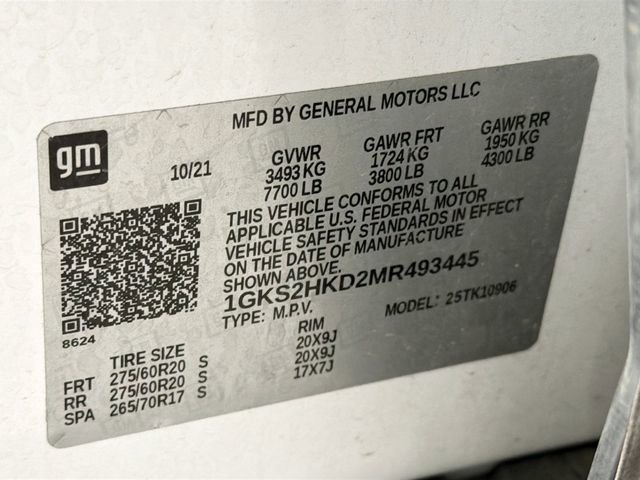 MFD BY GENERAL MOTORS LLC
gm
10/21
GVWR GAWR FRT GAWR RR
3493 KG 1724 KG 1950 KG
7700 LB 3800 LB 4300 LB
THIS VEHICLE CONFORMS TO ALL
APPLICABLE U.S. FEDERAL MOTOR
VEHICLE SAFETY STANDARDS IN EFFECT
ON THE DATE OF MANUFACTURE
SHOWN ABOVE.
1GKS2HKD2MR493445
TYPE: M.P.V. MODEL: 25TK10906
8624
TIRE SIZE RIM
FRT 275/60R20 S 20X9J
RR 275/60R20 S 20X9J
SPA 265/70R17 S 17X7J